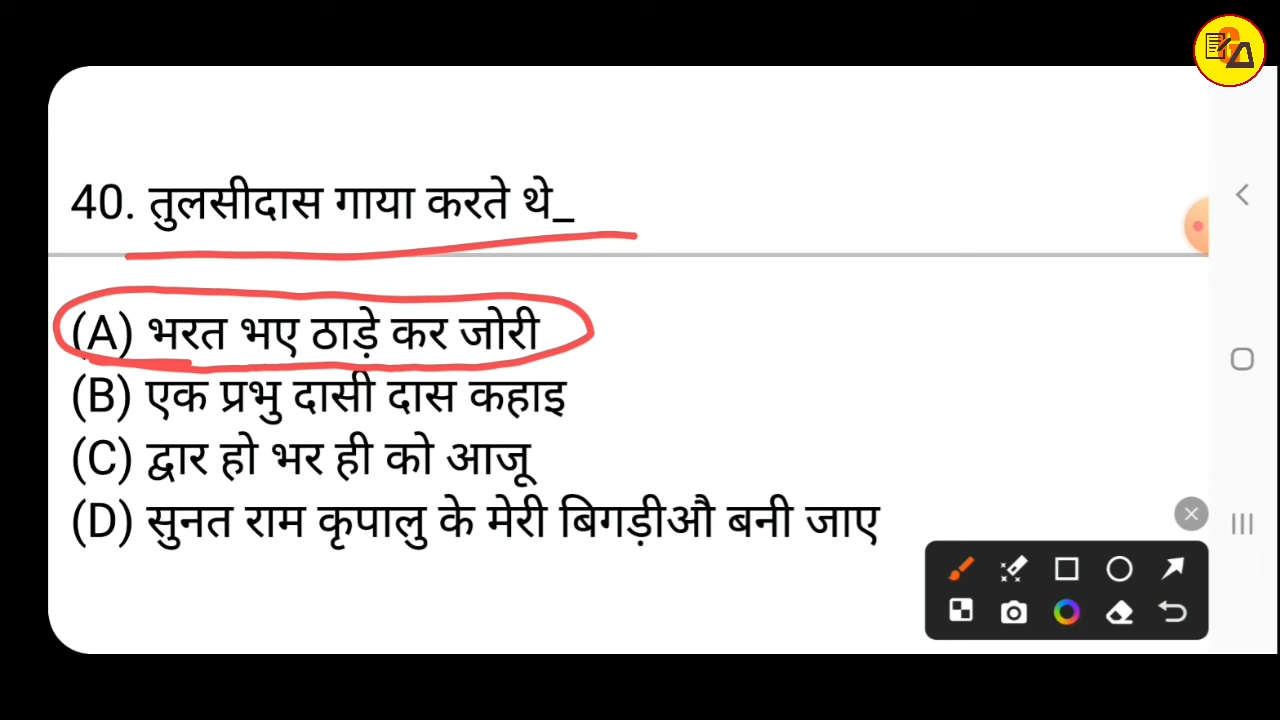 40. तुलसीदास गाया करते थे_
(A) भरत भए ठाड़े कर जोरी
(B) एक प्रभु दासी दास कहाइ
(C) द्वार हो भर ही को आजू
(D) सुनत राम कृपालु के मेरी बिगड़ीऔ बनी जाए